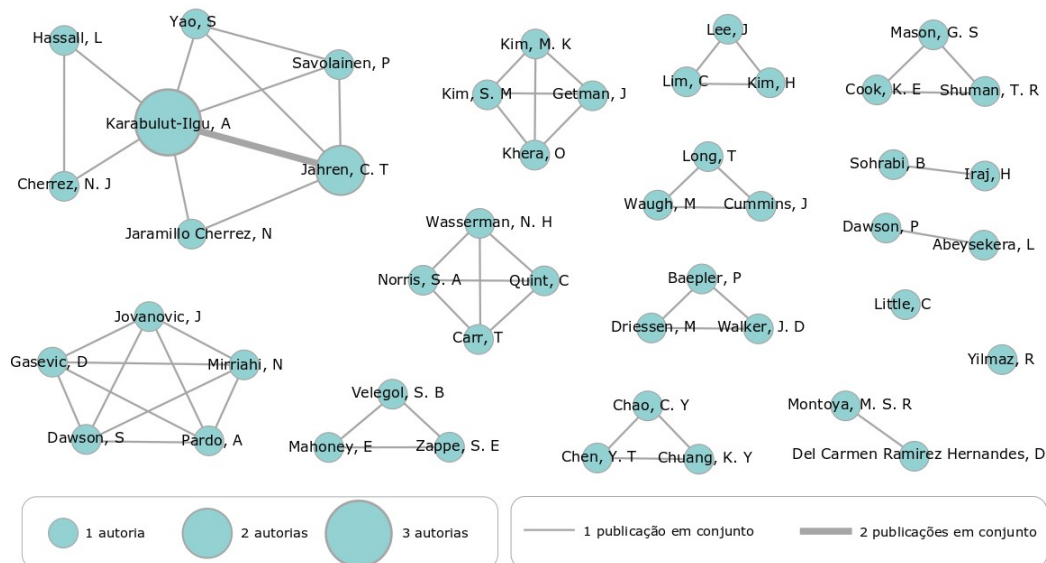 Hassall, L
Yao, S
Savolainen, P
Karabulut-Ilgu, A
Jahren, C. T
Cherrez, N. J
Jaramillo Cherrez, N
Kim, M. K
Kim, S. M
Getman, J
Khera, O
Lee, J
Lim, C
Kim, H
Mason, G. S
Cook, K. E
Shuman, T. R
Long, T
Waugh, M
Cummins, J
Sohrabi, B
Iraj, H
Dawson, P
Abeysekera, L
Wasserman, N. H
Norris, S. A
Quint, C
Carr, T
Baepler, P
Driessen, M
Walker, J. D
Little, C
Yilmaz, R
Jovanovic, J
Gasevic, D
Mirriahi, N
Dawson, S
Pardo, A
Velegol, S. B
Mahoney, E
Zappe, S. E
Chao, C. Y
Chen, Y. T
Chuang, K. Y
Montoya, M. S. R
Del Carmen Ramirez Hernandes, D
1 autoria
2 autorias
3 autorias
1 publicação em conjunto
2 publicações em conjunto